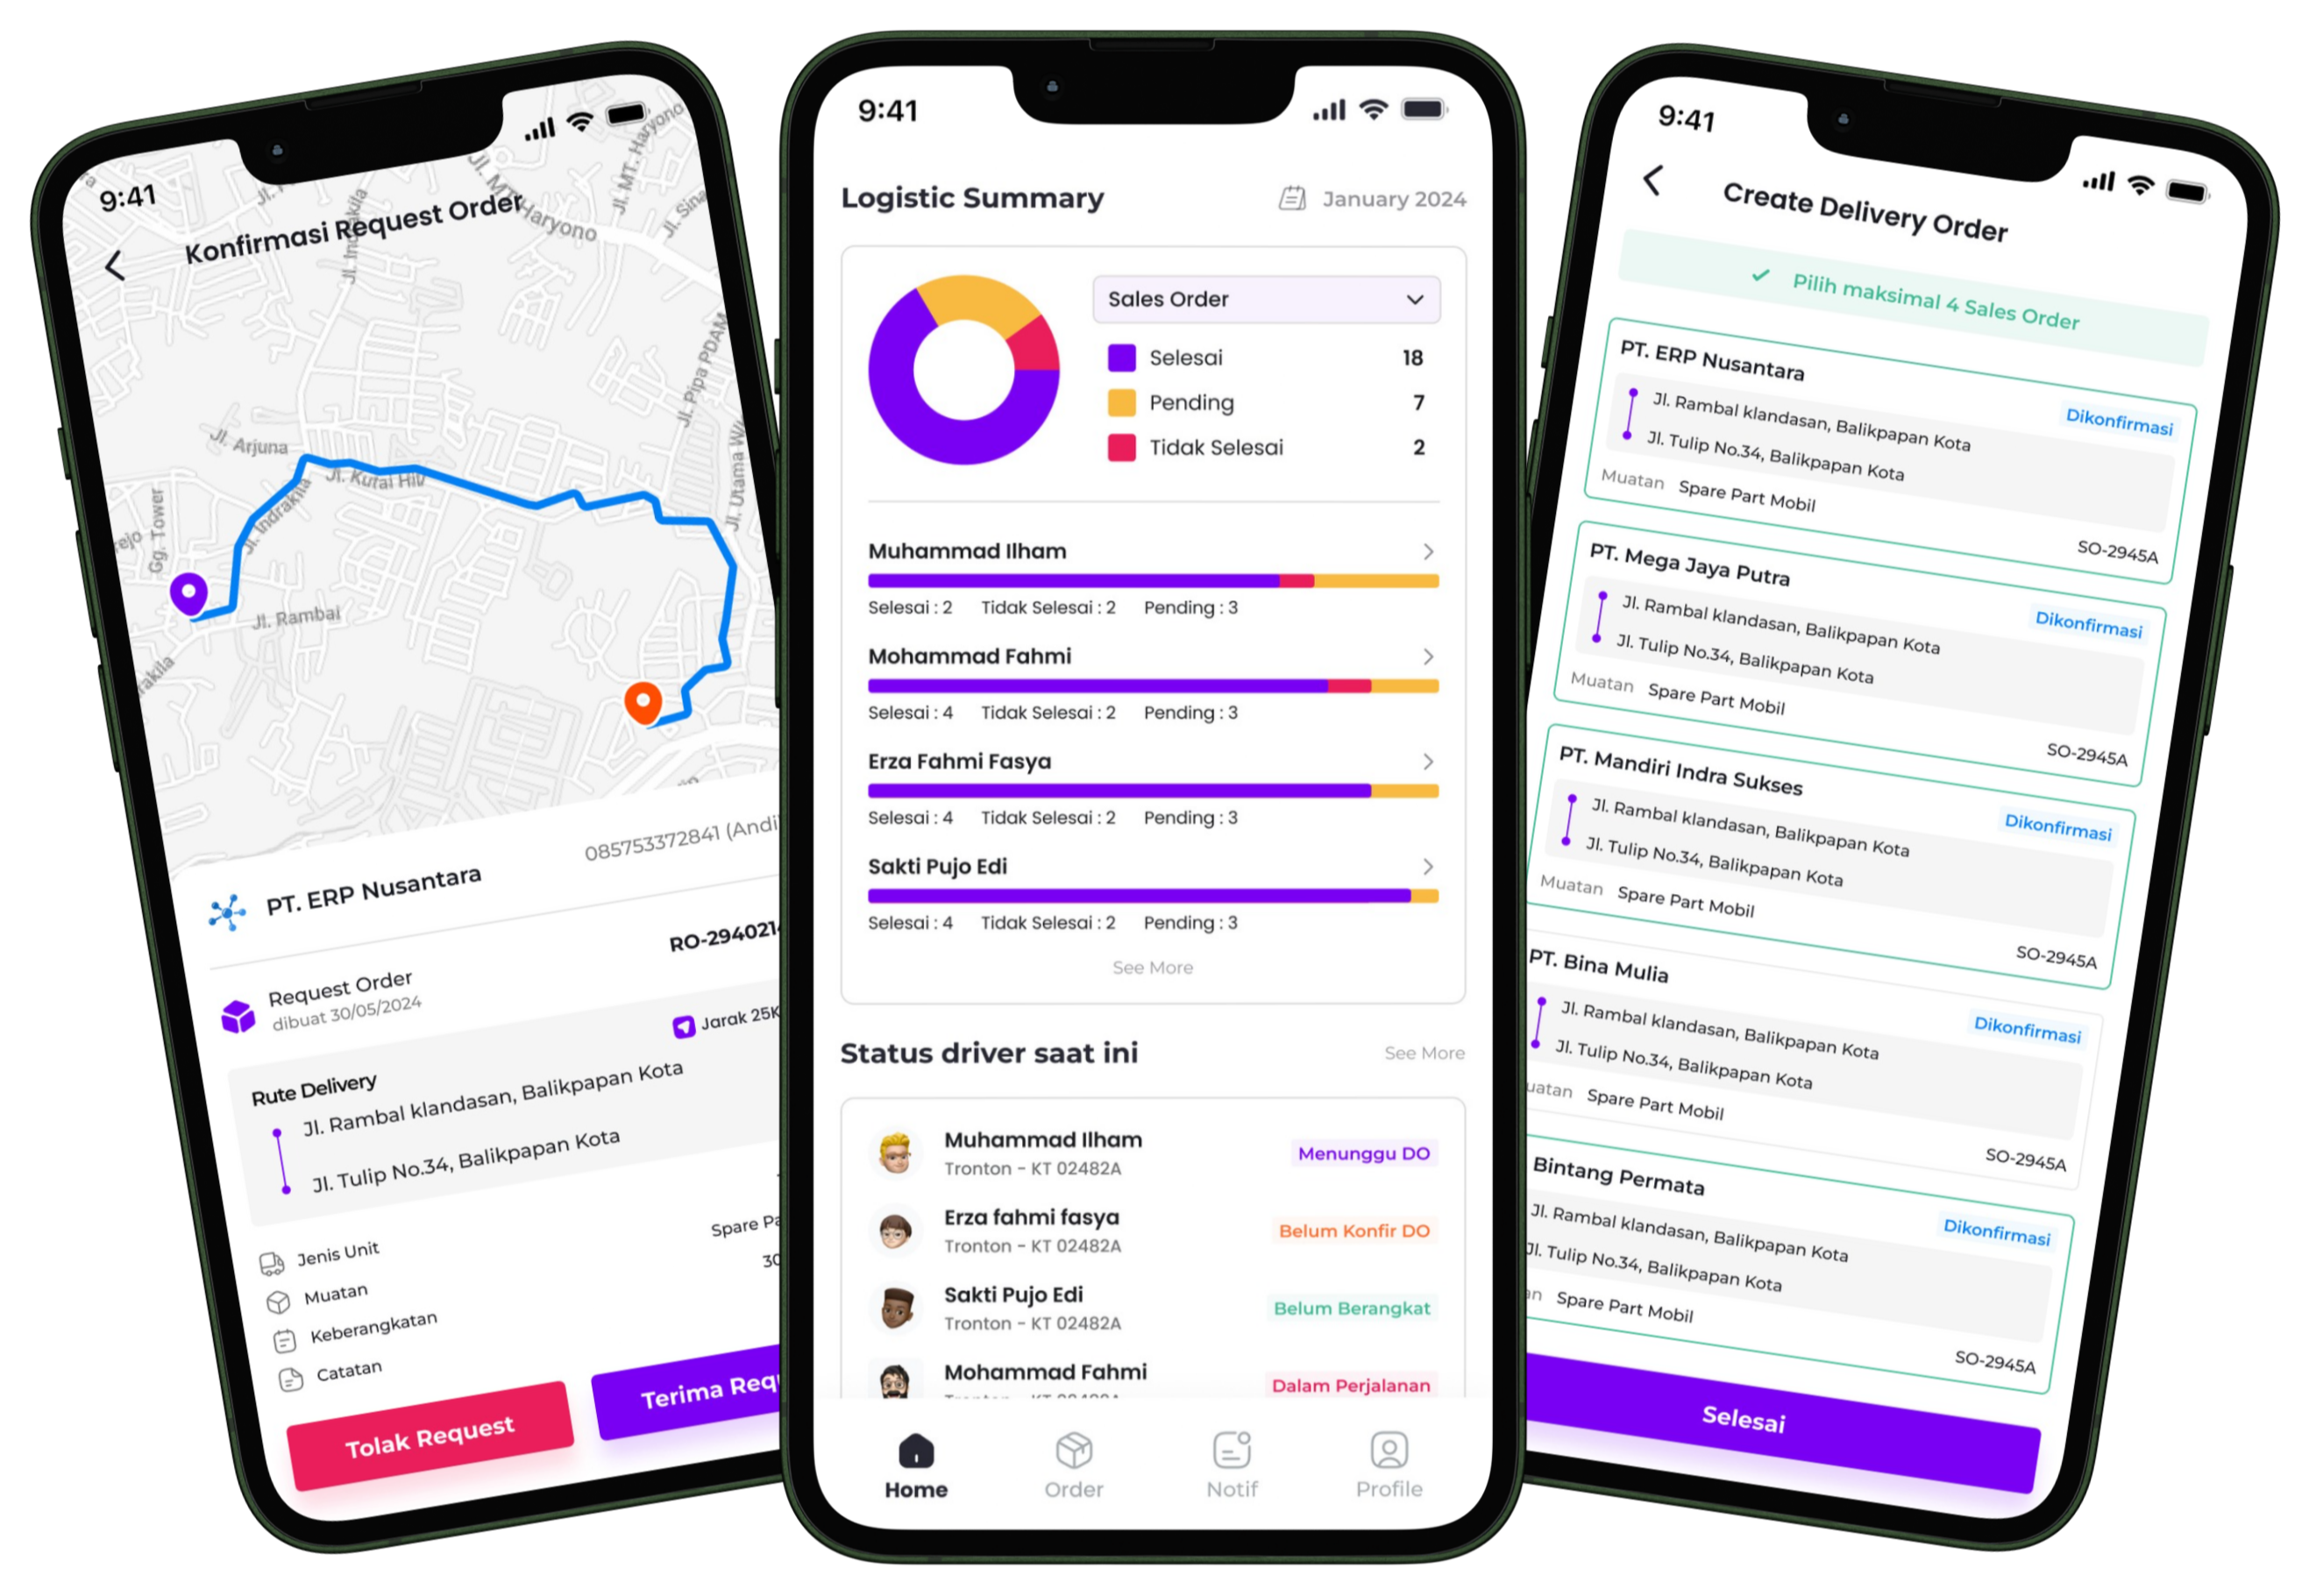 9:41
Konfirmasi Request Order
Jl. Indrakila
Jl. MT. Haryono
Jl. MT. Haryono
Jl. Pipa PDAM
Jl. Arjuna
Jl. Indrakila
Gg. Tower
Jl. Rambai
PT. ERP Nusantara
085753372841 (Andi
Request Order
RO-294021
dibuat 30/05/2024
Jarak 25K
Rute Delivery
Jl. Rambal klandasan, Balikpapan Kota
Jl. Tulip No.34, Balikpapan Kota
Jenis Unit
Muatan
Spare Pa
Keberangkatan
30
Catatan
Tolak Request
Terima Requ
9:41
Logistic Summary
January 2024
Sales Order
Selesai 18
Pending 7
Tidak Selesai 2
Muhammad Ilham
Selesai : 2 Tidak Selesai : 2 Pending : 3
Mohammad Fahmi
Selesai : 4 Tidak Selesai : 2 Pending : 3
Erza Fahmi Fasya
Selesai : 4 Tidak Selesai : 2 Pending : 3
Sakti Pujo Edi
Selesai : 4 Tidak Selesai : 2 Pending : 3
See More
Status driver saat ini
See More
Muhammad Ilham
Tronton - KT 02482A
Menunggu DO
Erza fahmi fasya
Tronton - KT 02482A
Belum Konfir DO
Sakti Pujo Edi
Tronton - KT 02482A
Belum Berangkat
Mohammad Fahmi
Dalam Perjalanan
Home Order Notif Profile
9:41
Create Delivery Order
Pilih maksimal 4 Sales Order
PT. ERP Nusantara
Dikonfirmasi
Jl. Rambal klandasan, Balikpapan Kota
Jl. Tulip No.34, Balikpapan Kota
Muatan Spare Part Mobil
SO-2945A
PT. Mega Jaya Putra
Dikonfirmasi
Jl. Rambal klandasan, Balikpapan Kota
Jl. Tulip No.34, Balikpapan Kota
Muatan Spare Part Mobil
SO-2945A
PT. Mandiri Indra Sukses
Dikonfirmasi
Jl. Rambal klandasan, Balikpapan Kota
Jl. Tulip No.34, Balikpapan Kota
Muatan Spare Part Mobil
SO-2945A
PT. Bina Mulia
Dikonfirmasi
Jl. Rambal klandasan, Balikpapan Kota
Jl. Tulip No.34, Balikpapan Kota
uatan Spare Part Mobil
SO-2945A
Bintang Permata
Dikonfirmasi
Jl. Rambal klandasan, Balikpapan Kota
Jl. Tulip No.34, Balikpapan Kota
an Spare Part Mobil
SO-2945A
Selesai